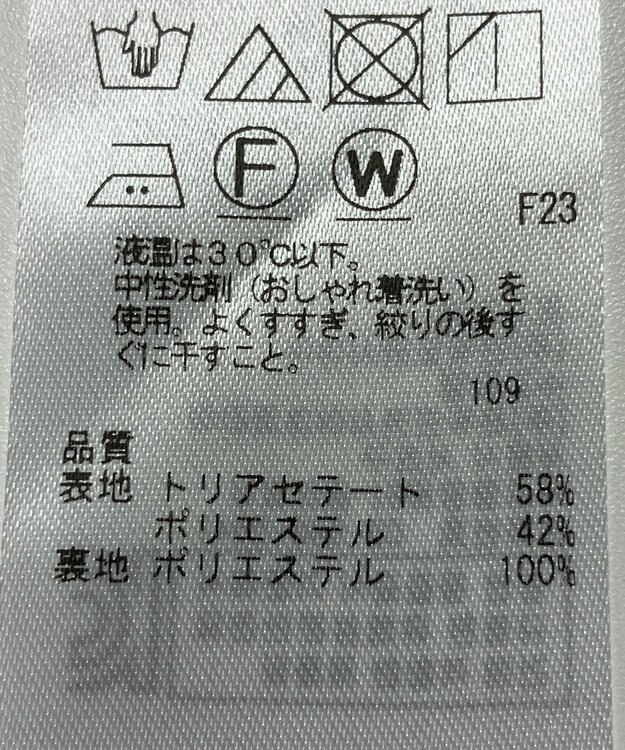 F
W
F23
液温は30℃以下。
中性洗剤（おしゃれ着洗い）を
使用。よくすすぎ、絞りの後す
ぐに干すこと。
109
品質
表地 トリアセテート 58%
ポリエステル 42%
裏地 ポリエステル 100%